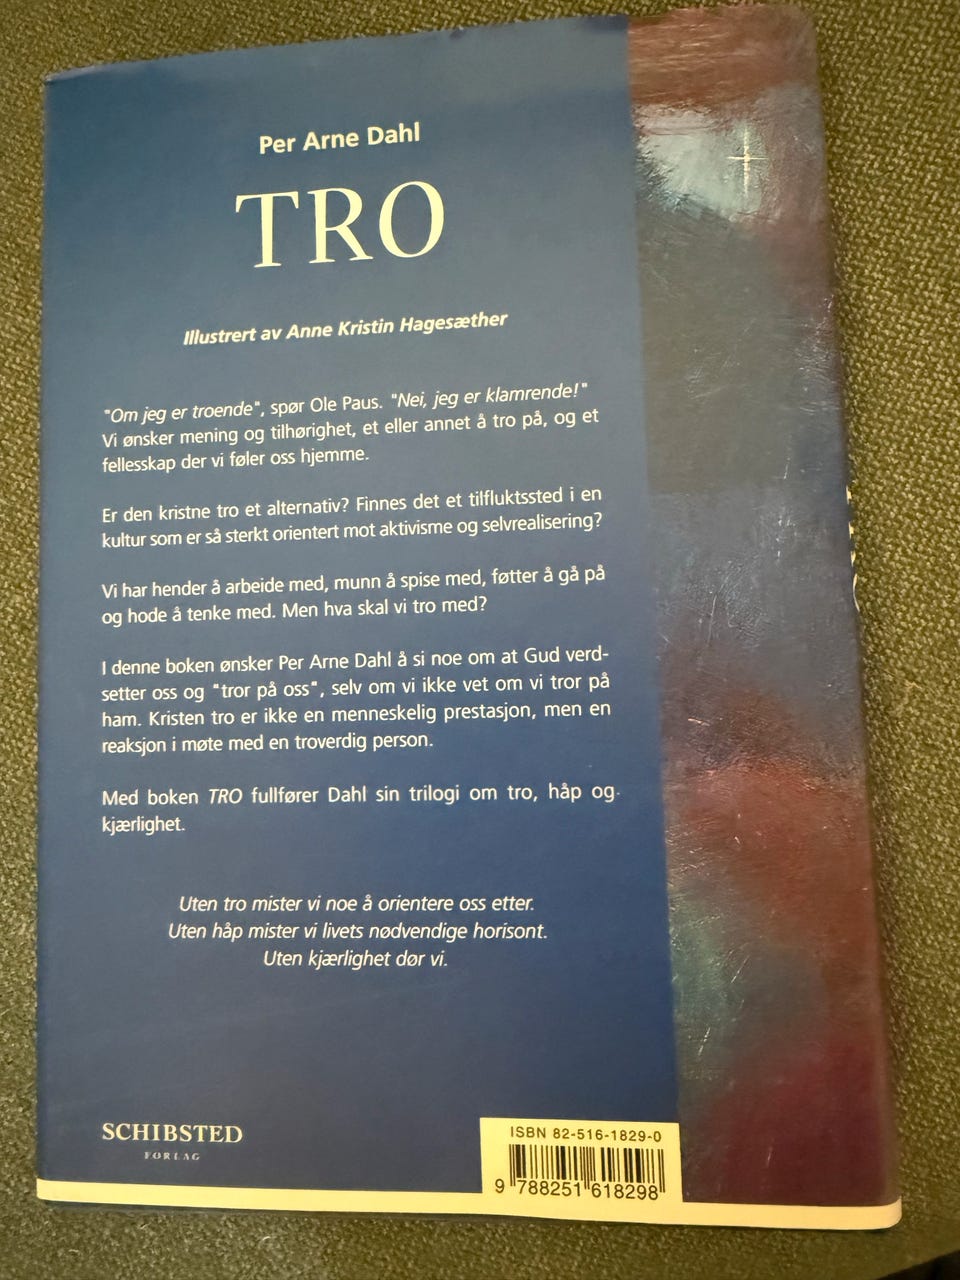 Per Arne Dahl
TRO
Illustrert av Anne Kristin Hagesæther
"Om jeg er troende", spør Ole Paus. "Nei, jeg er klamrende!"
Vi ønsker mening og tilhørighet, et eller annet å tro på, og et
fellesskap der vi føler oss hjemme.
Er den kristne tro et alternativ? Finnes det et tilfluktssted i en
kultur som er så sterkt orientert mot aktivisme og selvrealisering?
Vi har hender å arbeide med, munn å spise med, føtter å gå på
og hode å tenke med. Men hva skal vi tro med?
I denne boken ønsker Per Arne Dahl å si noe om at Gud verd-
setter oss og "tror på oss", selv om vi ikke vet om vi tror på
ham. Kristen tro er ikke en menneskelig prestasjon, men en
reaksjon i møte med en troverdig person.
Med boken TRO fullfører Dahl sin trilogi om tro, håp og
kjærlighet.
Uten tro mister vi noe å orientere oss etter.
Uten håp mister vi livets nødvendige horisont.
Uten kjærlighet dør vi.
SCHIBSTED
FORLAG
ISBN 82-516-1829-0
9 788251 618298